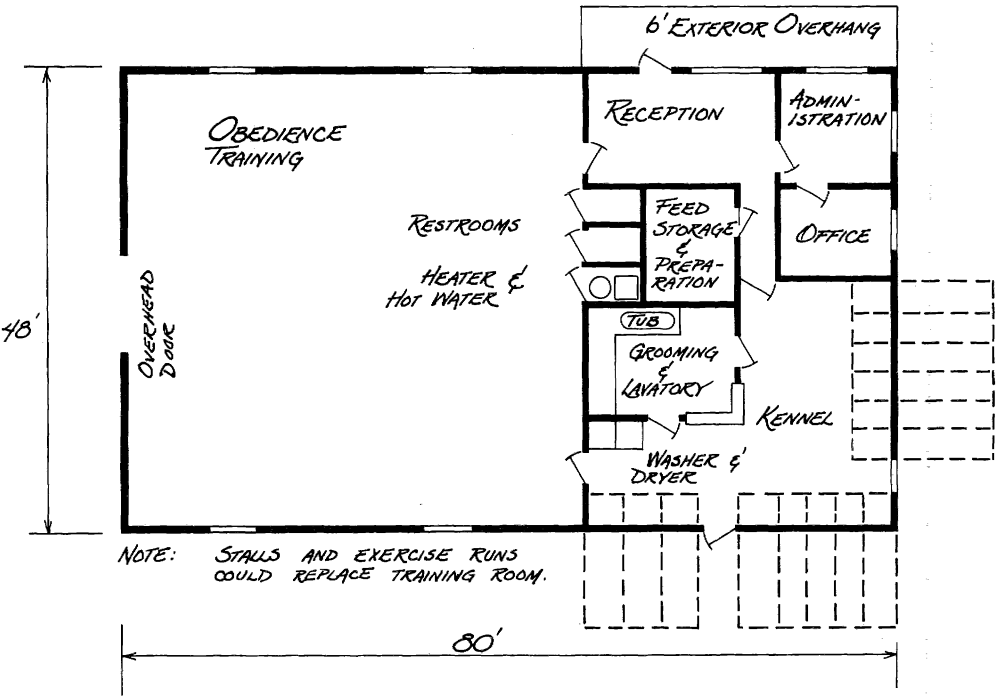 6' EXTERIOR OVERHANG
RECEPTION
ADMIN-
ISTRATION
OBEDIENCE
TRAINING
RESTROOMS
FEED
STORAGE
&
PREPA-
RATION
OFFICE
HEATER &
HOT WATER
OVERHEAD
DOOR
48'
TUB
GROOMING
&
LAVATORY
KENNEL
WASHER &
DRYER
NOTE: STALLS AND EXERCISE RUNS
COULD REPLACE TRAINING ROOM.
80'